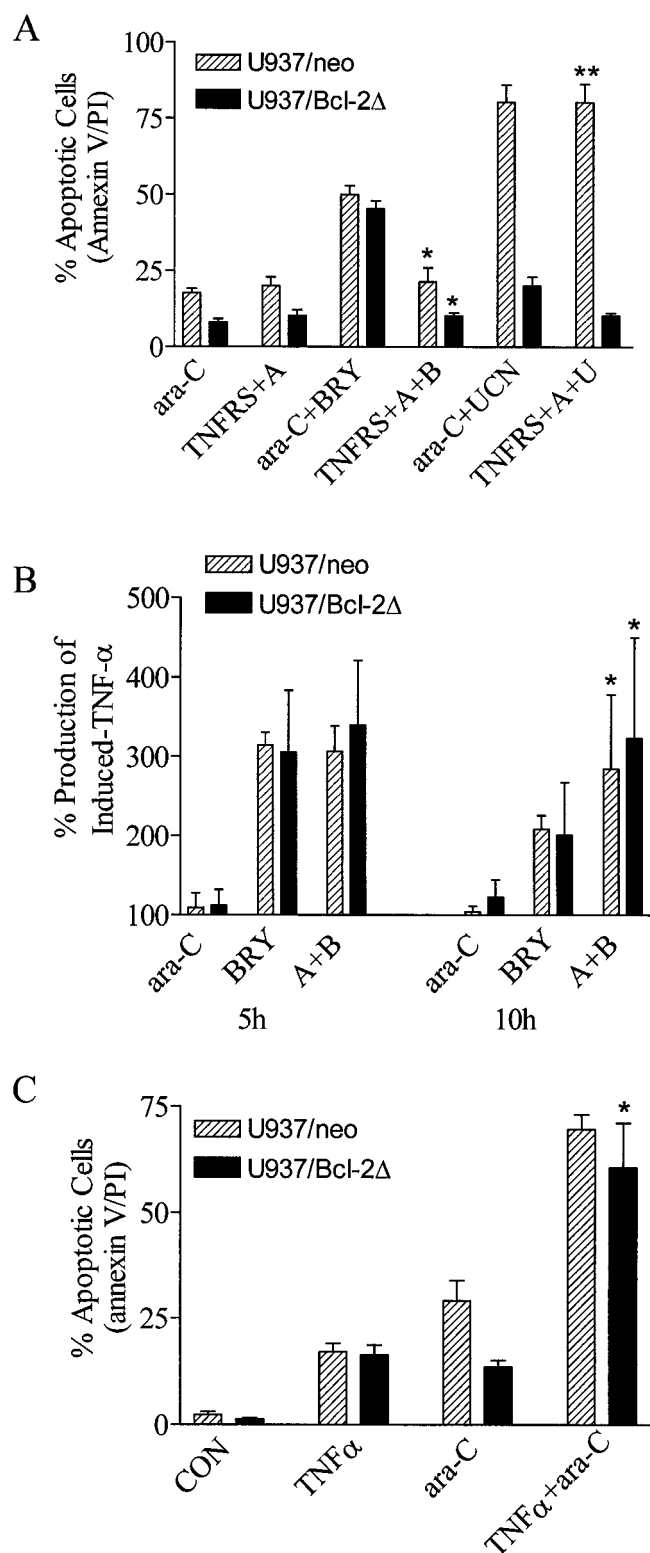 A
U937/neo
U937/Bcl-2Δ
% Apoptotic Cells
(Annexin V/PI)
100
75
50
25
0
*
*
**
ara-C
TNFRS+A
ara-C+BRY
TNFRS+A+B
ara-C+UCN
TNFRS+A+U
B
U937/neo
U937/Bcl-2Δ
% Production of
Induced-TNF-α
500
400
300
200
100
*
*
ara-C
BRY
A+B
ara-C
BRY
A+B
5h
10h
C
U937/neo
U937/Bcl-2Δ
% Apoptotic Cells
(annexin V/PI)
75
50
25
0
*
CON
TNFα
ara-C
TNFα+ara-C